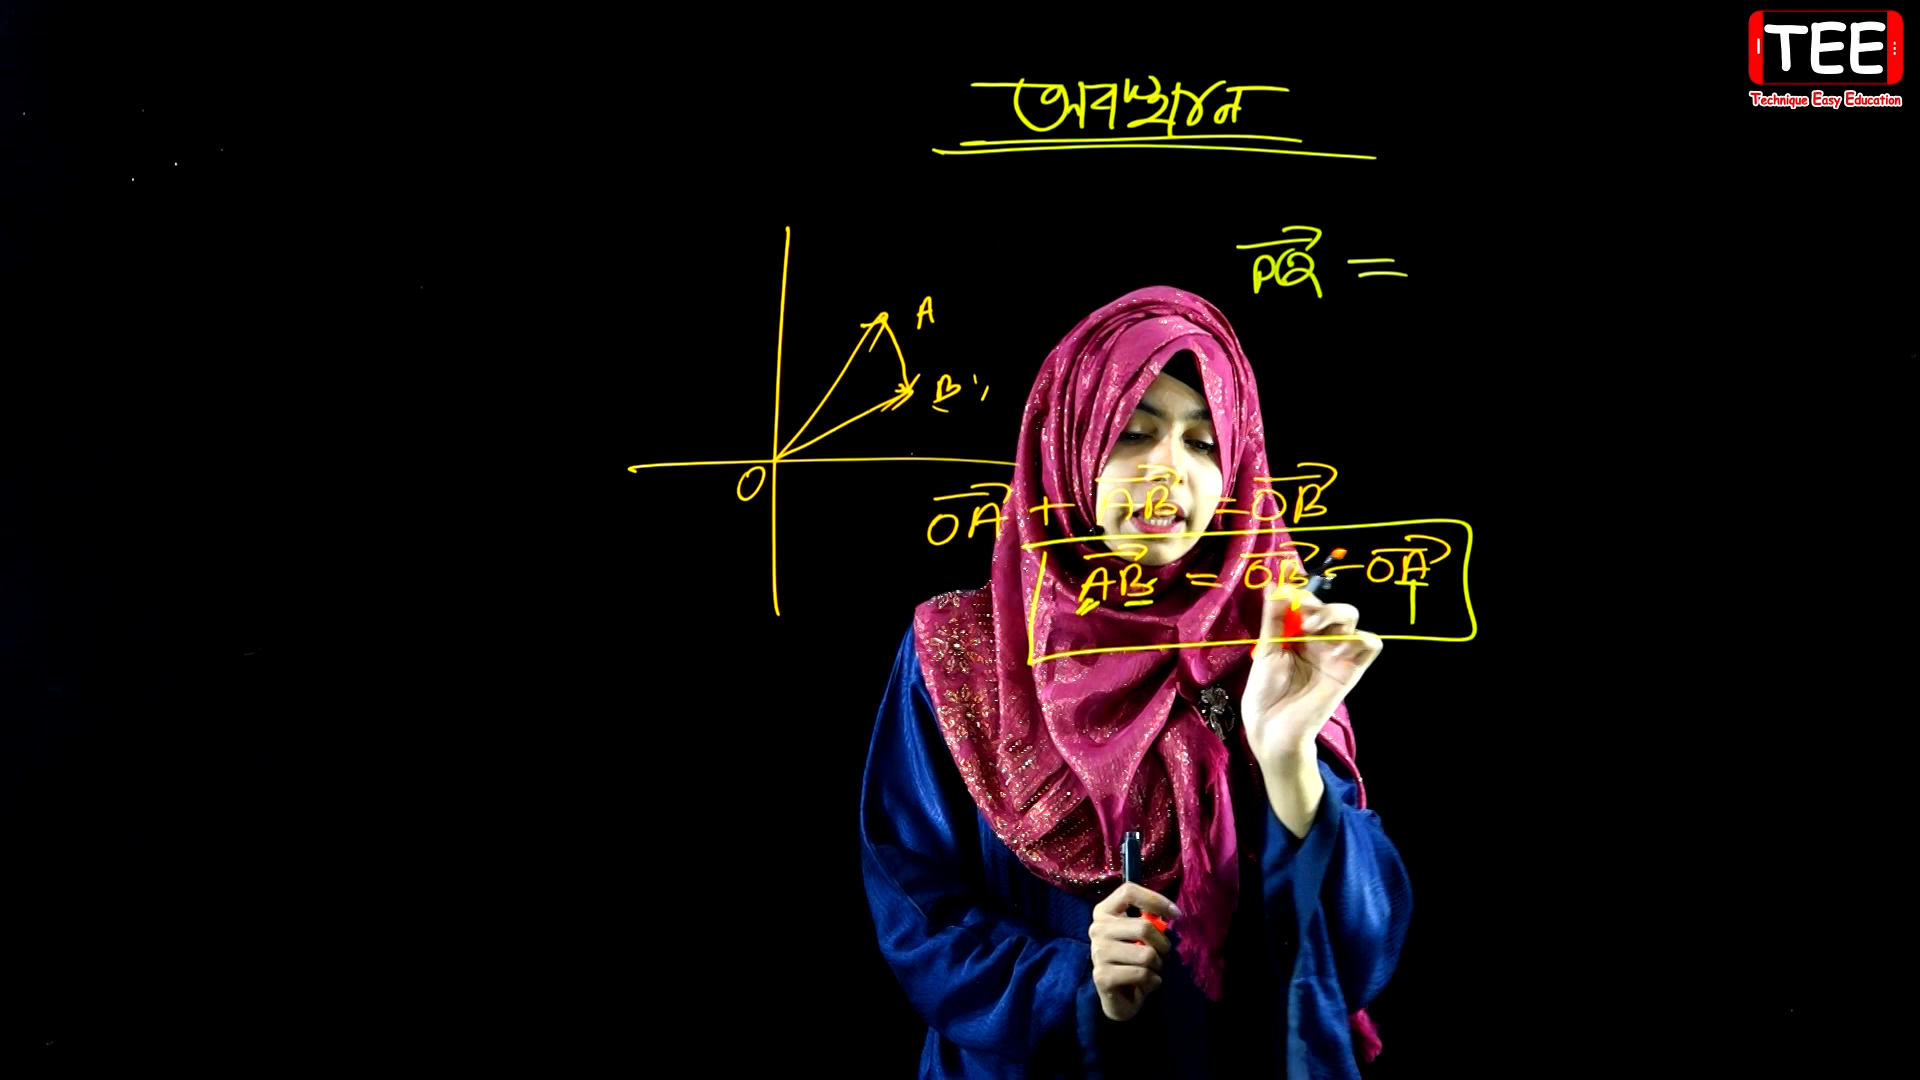 TEE
Technique Easy Education
অবস্থান
PQ⃗ =
A
B
O
OA⃗ + AB⃗ = OB⃗
AB⃗ = OB⃗ - OA⃗